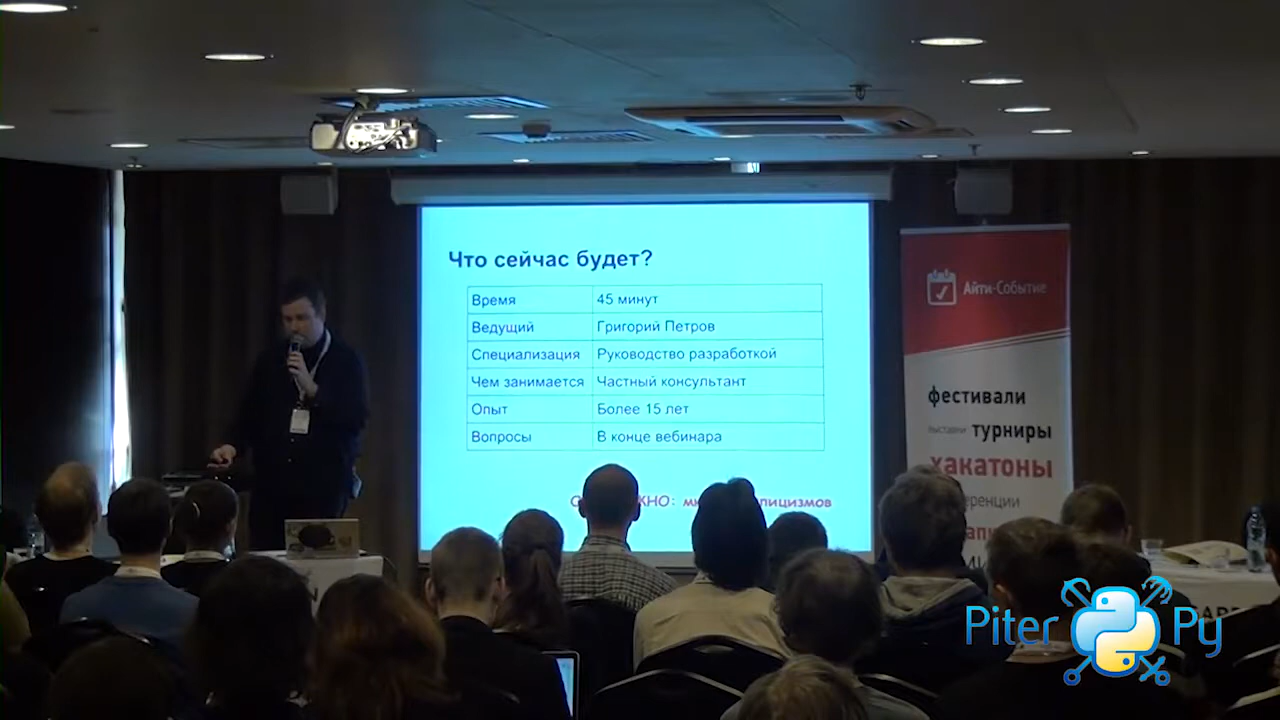 Что сейчас будет?
Время 45 минут
Ведущий Григорий Петров
Специализация Руководство разработкой
Чем занимается Частный консультант
Опыт Более 15 лет
Вопросы В конце вебинара
Айти-Событие
фестивали
выставки турниры
хакатоны
Piter Py